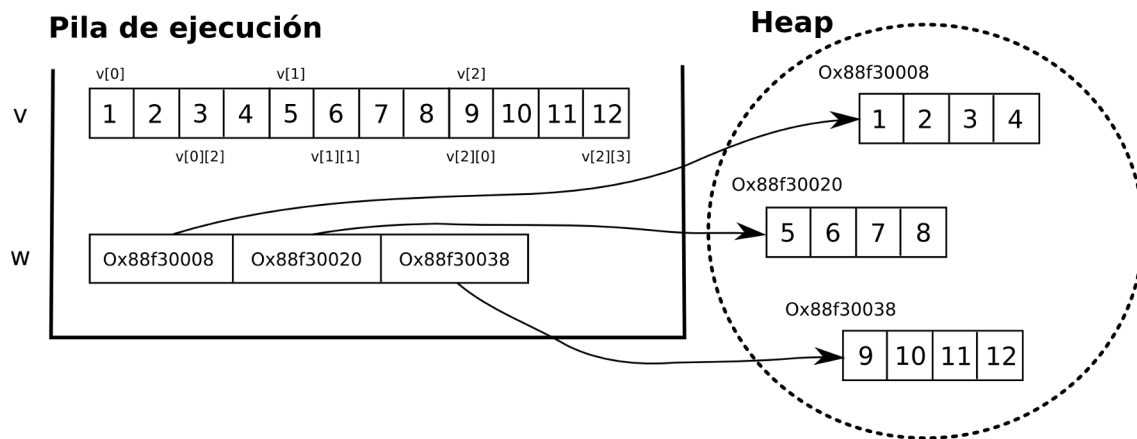 Pila de ejecución
Heap
v[0] v[1] v[2]
v 1 2 3 4 5 6 7 8 9 10 11 12
v[0][2] v[1][1] v[2][0] v[2][3]
w Ox88f30008 Ox88f30020 Ox88f30038
Ox88f30008
1 2 3 4
Ox88f30020
5 6 7 8
Ox88f30038
9 10 11 12